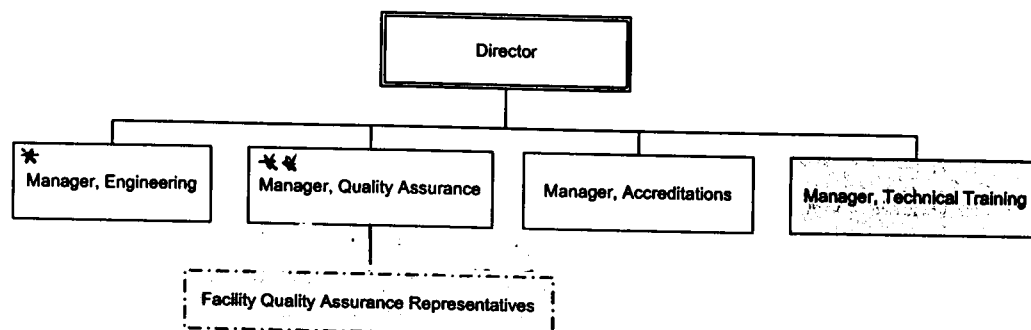 Director
* Manager, Engineering
** Manager, Quality Assurance
Manager, Accreditations
Manager, Technical Training
Facility Quality Assurance Representatives